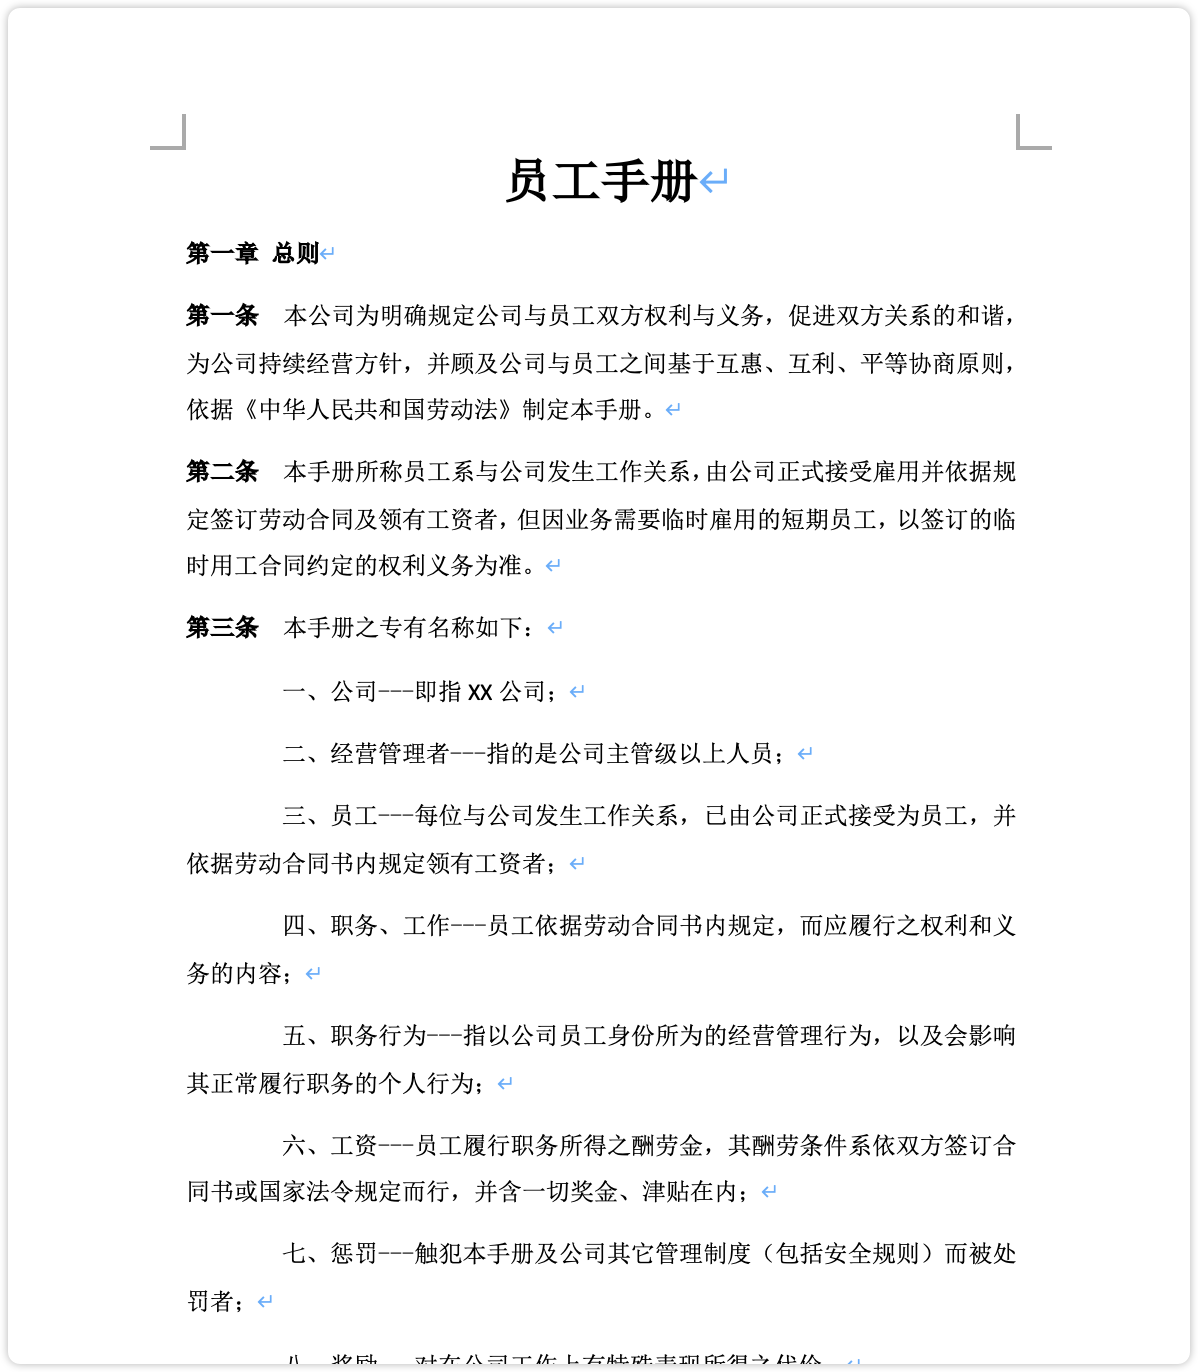 员工手册
第一章 总则
第一条 本公司为明确规定公司与员工双方权利与义务，促进双方关系的和谐，
为公司持续经营方针，并顾及公司与员工之间基于互惠、互利、平等协商原则，
依据《中华人民共和国劳动法》制定本手册。
第二条 本手册所称员工系与公司发生工作关系，由公司正式接受雇用并依据规
定签订劳动合同及领有工资者，但因业务需要临时雇用的短期员工，以签订的临
时用工合同约定的权利义务为准。
第三条 本手册之专有名称如下：
一、公司---即指 XX 公司；
二、经营管理者---指的是公司主管级以上人员；
三、员工---每位与公司发生工作关系，已由公司正式接受为员工，并
依据劳动合同书内规定领有工资者；
四、职务、工作---员工依据劳动合同书内规定，而应履行之权利和义
务的内容；
五、职务行为---指以公司员工身份所为的经营管理行为，以及会影响
其正常履行职务的个人行为；
六、工资---员工履行职务所得之酬劳金，其酬劳条件系依双方签订合
同书或国家法令规定而行，并含一切奖金、津贴在内；
七、惩罚---触犯本手册及公司其它管理制度（包括安全规则）而被处
罚者；